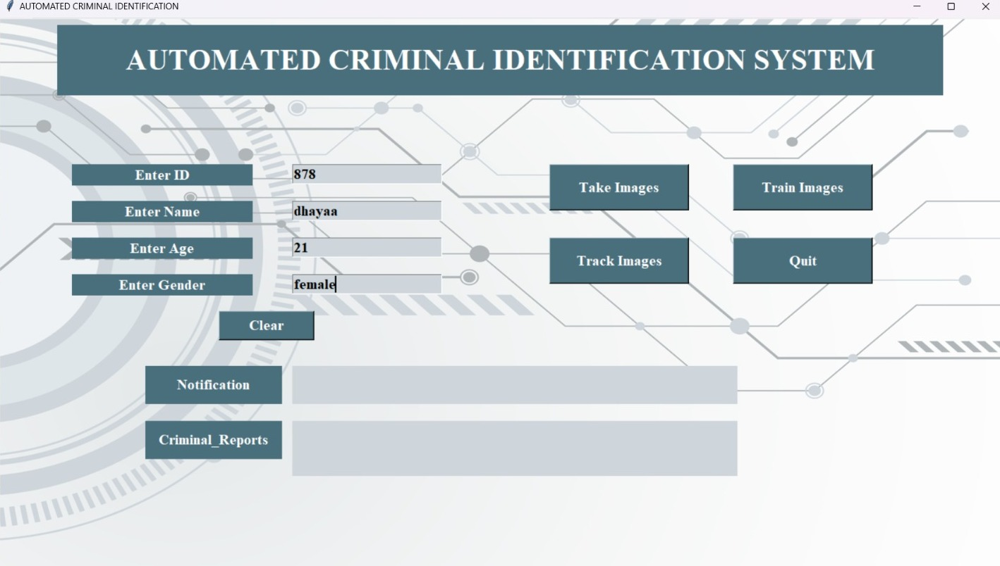 AUTOMATED CRIMINAL IDENTIFICATION
AUTOMATED CRIMINAL IDENTIFICATION SYSTEM
Enter ID
878
Enter Name
dhayaa
Enter Age
21
Enter Gender
female
Clear
Take Images
Train Images
Track Images
Quit
Notification
Criminal_Reports